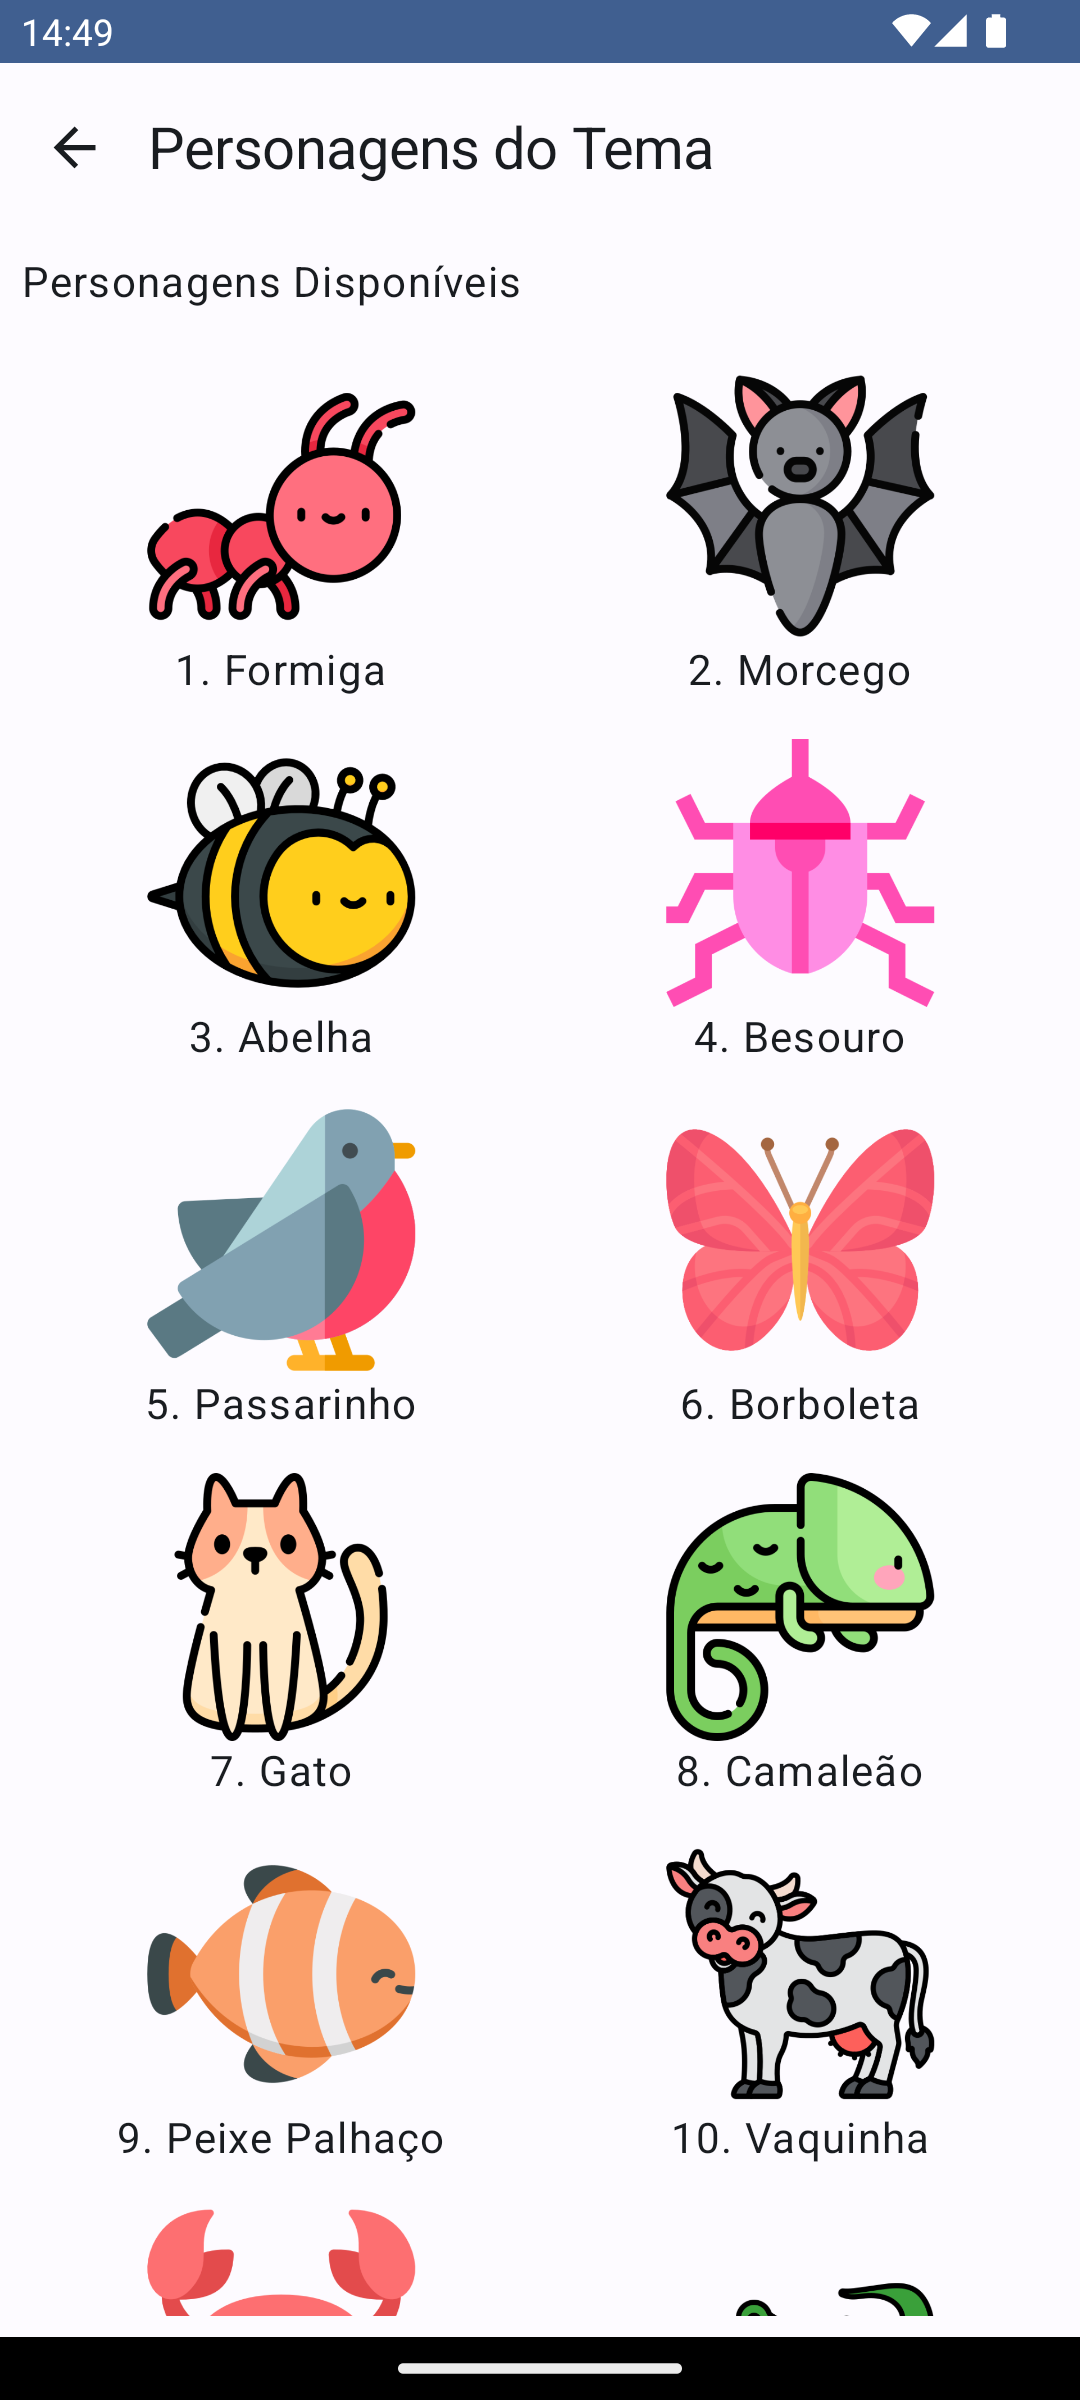 14:49
Personagens do Tema
Personagens Disponíveis
1. Formiga
2. Morcego
3. Abelha
4. Besouro
5. Passarinho
6. Borboleta
7. Gato
8. Camaleão
9. Peixe Palhaço
10. Vaquinha